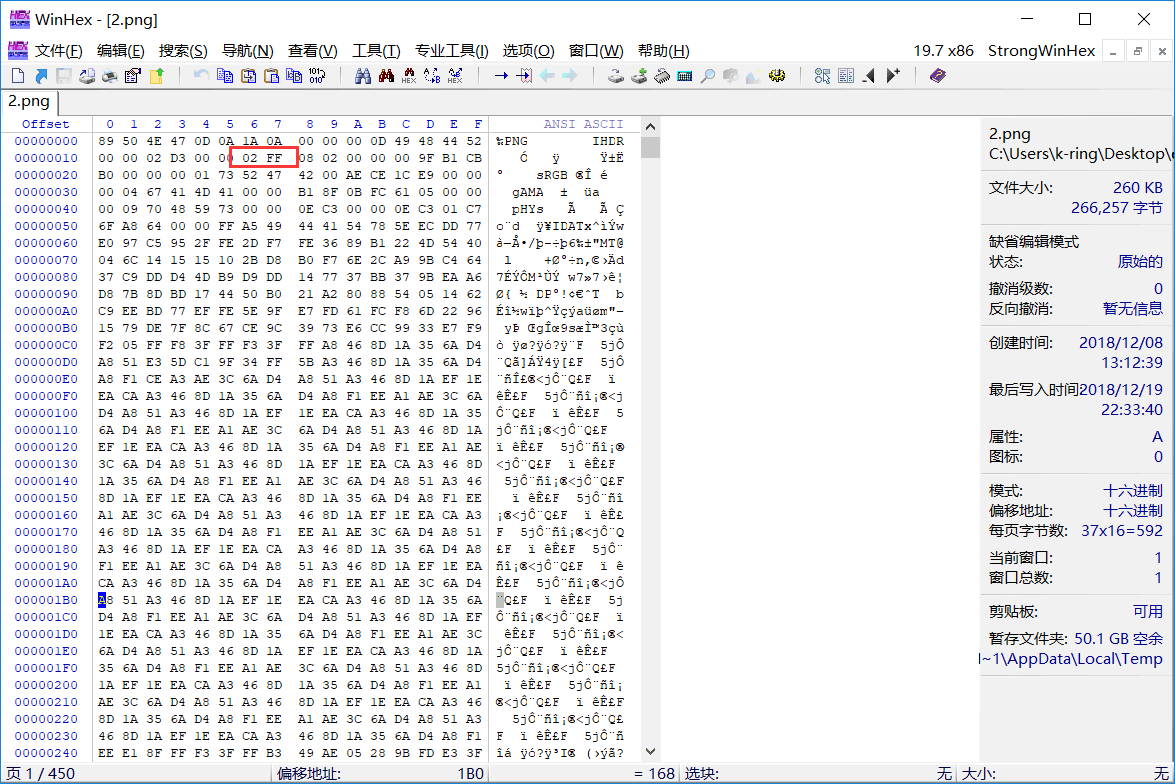 WinHex - [2.png]
文件(F) 编辑(E) 搜索(S) 导航(N) 查看(V) 工具(T) 专业工具(I) 选项(O) 窗口(W) 帮助(H) 19.7 x86 StrongWinHex
2.png
Offset 0 1 2 3 4 5 6 7 8 9 A B C D E F ANSI ASCII
00000000 89 50 4E 47 0D 0A 1A 0A 00 00 00 0D 49 48 44 52 ‰PNG IHDR
00000010 00 00 02 D3 00 00 02 FF 08 02 00 00 00 9F B1 CB Ó ÿ Ÿ±Ë
00000020 B0 00 00 00 01 73 52 47 42 00 AE CE 1C E9 00 00 ° sRGB ®Î é
00000030 00 04 67 41 4D 41 00 00 B1 8F 0B FC 61 05 00 00 gAMA ± üa
00000040 00 09 70 48 59 73 00 00 0E C3 00 00 0E C3 01 C7 pHYs Ã Ã Ç
00000050 6F A8 64 00 00 FF A5 49 44 41 54 78 5E EC DD 77 o¨d ÿ¥IDATx^ìÝw
00000060 E0 97 C5 95 2F FE 2D F7 FE 36 89 B1 22 4D 54 40 à—Å•/þ-÷þ6‰±"MT@
00000070 04 6C 14 15 15 10 2B D8 B0 F7 6E 2C A9 9B C4 64 l +Ø°÷n,©›Äd
00000080 37 C9 DD D4 4D B9 D9 DD 14 77 37 BB 37 9B EA A6 7ÉÝÔM¹ÙÝ w7»7›ê¦
00000090 D8 7B 8D BD 17 44 50 B0 21 A2 80 88 54 05 14 62 Ø{ ½ DP°!¢€ˆT b
000000A0 C9 EE BD 77 EF FE 5E 9F E7 FD 61 FC F8 6D 22 96 Éî½wïþ^Ÿçýaüøm"–
000000B0 15 79 DE 7F 8C 67 CE 9C 39 73 E6 CC 99 33 E7 F9 yÞ ŒgÎœ9sæÌ™3çù
000000C0 F2 05 FF F8 3F FF F3 3F FF A8 46 8D 1A 35 6A D4 ò ÿø?ÿó?ÿ¨F 5jÔ
000000D0 A8 51 E3 5D C1 9F 34 FF 5B A3 46 8D 1A 35 6A D4 ¨Qã]ÁŸ4ÿ[£F 5jÔ
000000E0 A8 F1 CE A3 AE 3C 6A D4 A8 51 A3 46 8D 1A EF 1E ¨ñÎ£®<jÔ¨Q£F ï
000000F0 EA CA A3 46 8D 1A 35 6A D4 A8 F1 EE A1 AE 3C 6A êÊ£F 5jÔ¨ñî¡®<j
00000100 D4 A8 51 A3 46 8D 1A EF 1E EA CA A3 46 8D 1A 35 Ô¨Q£F ï êÊ£F 5
00000110 6A D4 A8 F1 EE A1 AE 3C 6A D4 A8 51 A3 46 8D 1A jÔ¨ñî¡®<jÔ¨Q£F
00000120 EF 1E EA CA A3 46 8D 1A 35 6A D4 A8 F1 EE A1 AE ï êÊ£F 5jÔ¨ñî¡®
00000130 3C 6A D4 A8 51 A3 46 8D 1A EF 1E EA CA A3 46 8D <jÔ¨Q£F ï êÊ£F
00000140 1A 35 6A D4 A8 F1 EE A1 AE 3C 6A D4 A8 51 A3 46 5jÔ¨ñî¡®<jÔ¨Q£F
00000150 8D 1A EF 1E EA CA A3 46 8D 1A 35 6A D4 A8 F1 EE ï êÊ£F 5jÔ¨ñî
00000160 A1 AE 3C 6A D4 A8 51 A3 46 8D 1A EF 1E EA CA A3 ¡®<jÔ¨Q£F ï êÊ£
00000170 46 8D 1A 35 6A D4 A8 F1 EE A1 AE 3C 6A D4 A8 51 F 5jÔ¨ñî¡®<jÔ¨Q
00000180 A3 46 8D 1A EF 1E EA CA A3 46 8D 1A 35 6A D4 A8 £F ï êÊ£F 5jÔ¨
00000190 F1 EE A1 AE 3C 6A D4 A8 51 A3 46 8D 1A EF 1E EA ñî¡®<jÔ¨Q£F ï ê
000001A0 CA A3 46 8D 1A 35 6A D4 A8 F1 EE A1 AE 3C 6A D4 Ê£F 5jÔ¨ñî¡®<jÔ
000001B0 A8 51 A3 46 8D 1A EF 1E EA CA A3 46 8D 1A 35 6A ¨Q£F ï êÊ£F 5j
000001C0 D4 A8 F1 EE A1 AE 3C 6A D4 A8 51 A3 46 8D 1A EF Ô¨ñî¡®<jÔ¨Q£F ï
000001D0 1E EA CA A3 46 8D 1A 35 6A D4 A8 F1 EE A1 AE 3C êÊ£F 5jÔ¨ñî¡®<
000001E0 6A D4 A8 51 A3 46 8D 1A EF 1E EA CA A3 46 8D 1A jÔ¨Q£F ï êÊ£F
000001F0 35 6A D4 A8 F1 EE A1 AE 3C 6A D4 A8 51 A3 46 8D 5jÔ¨ñî¡®<jÔ¨Q£F
00000200 1A EF 1E EA CA A3 46 8D 1A 35 6A D4 A8 F1 EE A1 ï êÊ£F 5jÔ¨ñî¡
00000210 AE 3C 6A D4 A8 51 A3 46 8D 1A EF 1E EA CA A3 46 ®<jÔ¨Q£F ï êÊ£F
00000220 8D 1A 35 6A D4 A8 F1 EE A1 AE 3C 6A D4 A8 51 A3 5jÔ¨ñî¡®<jÔ¨Q£
00000230 46 8D 1A EF 1E EA CA A3 46 8D 1A 35 6A D4 A8 F1 F ï êÊ£F 5jÔ¨ñ
00000240 EE E1 8F FF F3 3F FF B3 49 AE 05 28 9B FD E3 3F îá ÿó?ÿ³I® (›ýã?
2.png
C:\Users\k-ring\Desktop\
文件大小: 260 KB
266,257 字节
缺省编辑模式
状态: 原始的
撤消级数: 0
反向撤消: 暂无信息
创建时间: 2018/12/08
13:12:39
最后写入时间2018/12/19
22:33:40
属性: A
图标: 0
模式: 十六进制
偏移地址: 十六进制
每页字节数: 37x16=592
当前窗口: 1
窗口总数: 1
剪贴板: 可用
暂存文件夹: 50.1 GB 空余
~1\AppData\Local\Temp
页 1 / 450 偏移地址: 1B0 = 168 选块: 无 大小: 无